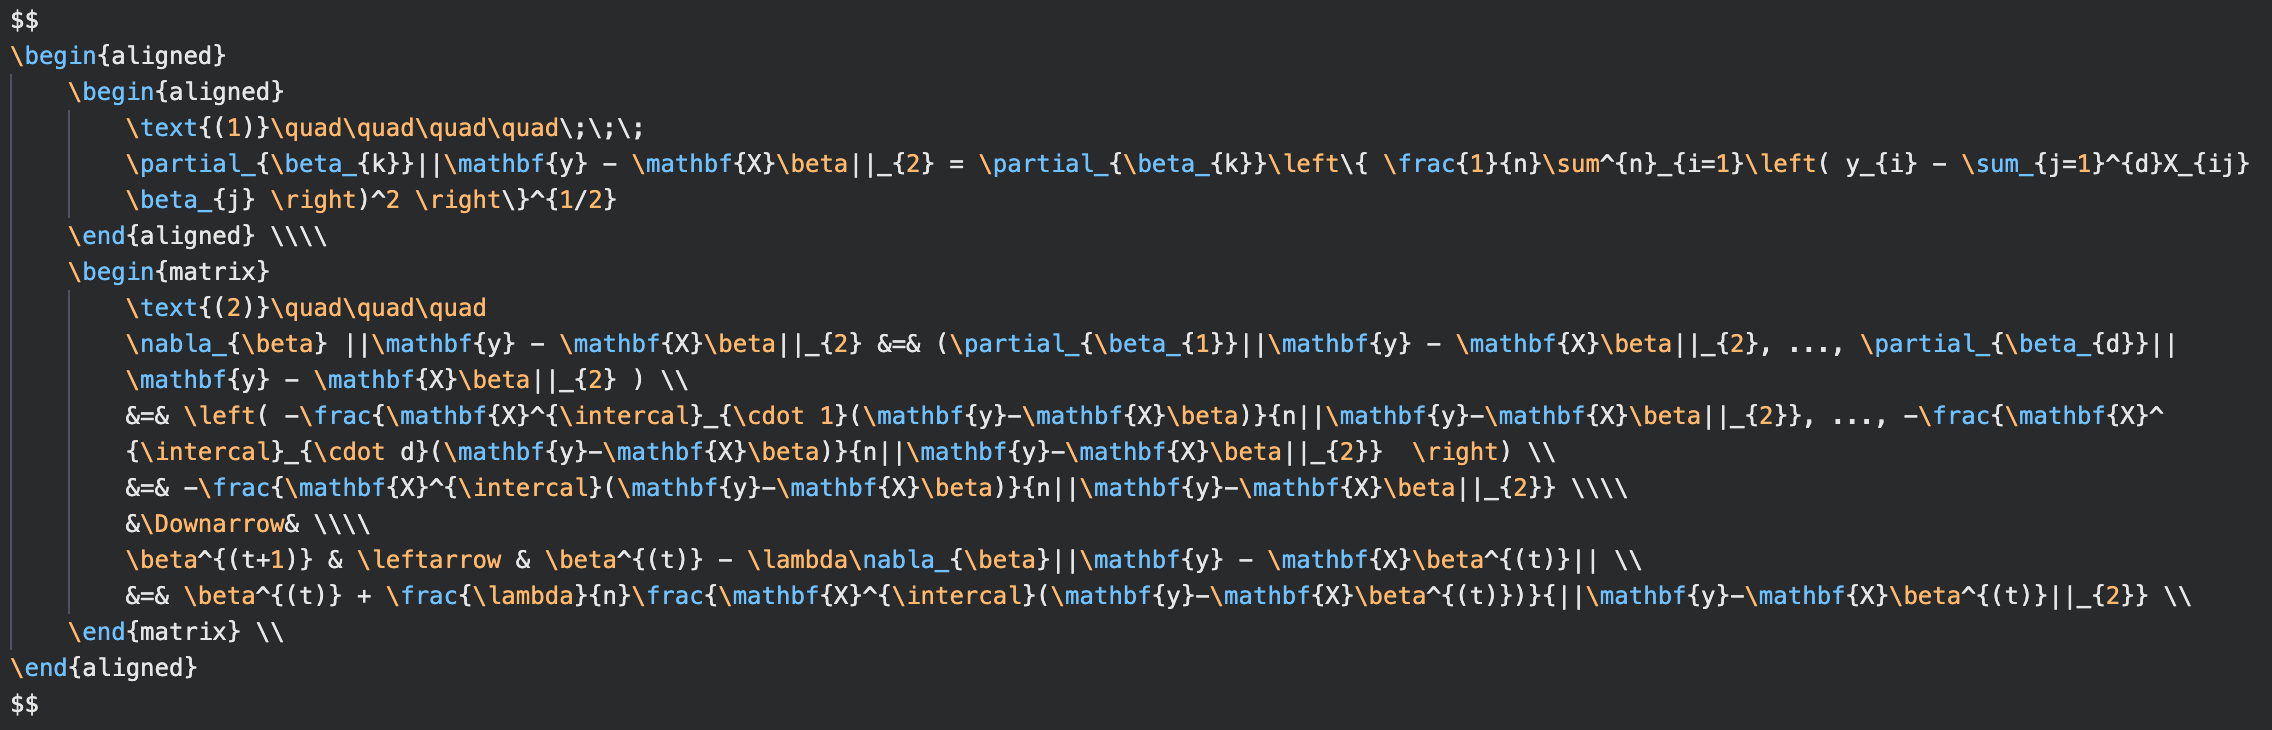 $$
\begin{aligned}
\begin{aligned}
\text{(1)}\quad\quad\quad\quad\;\;\;
\partial_{\beta_{k}}||\mathbf{y} - \mathbf{X}\beta||_{2} = \partial_{\beta_{k}}\left\{ \frac{1}{n}\sum^{n}_{i=1}\left( y_{i} - \sum_{j=1}^{d}X_{ij}
\beta_{j} \right)^2 \right\}^{1/2}
\end{aligned} \\\\
\begin{matrix}
\text{(2)}\quad\quad\quad
\nabla_{\beta} ||\mathbf{y} - \mathbf{X}\beta||_{2} &=& (\partial_{\beta_{1}}||\mathbf{y} - \mathbf{X}\beta||_{2}, ..., \partial_{\beta_{d}}||
\mathbf{y} - \mathbf{X}\beta||_{2} ) \\
&=& \left( -\frac{\mathbf{X}^{\intercal}_{\cdot 1}(\mathbf{y}-\mathbf{X}\beta)}{n||\mathbf{y}-\mathbf{X}\beta||_{2}}, ..., -\frac{\mathbf{X}^
{\intercal}_{\cdot d}(\mathbf{y}-\mathbf{X}\beta)}{n||\mathbf{y}-\mathbf{X}\beta||_{2}}  \right) \\
&=& -\frac{\mathbf{X}^{\intercal}(\mathbf{y}-\mathbf{X}\beta)}{n||\mathbf{y}-\mathbf{X}\beta||_{2}} \\\\
&\Downarrow& \\\\
\beta^{(t+1)} & \leftarrow & \beta^{(t)} - \lambda\nabla_{\beta}||\mathbf{y} - \mathbf{X}\beta^{(t)}|| \\
&=& \beta^{(t)} + \frac{\lambda}{n}\frac{\mathbf{X}^{\intercal}(\mathbf{y}-\mathbf{X}\beta^{(t)})}{||\mathbf{y}-\mathbf{X}\beta^{(t)}||_{2}} \\
\end{matrix} \\
\end{aligned}
$$